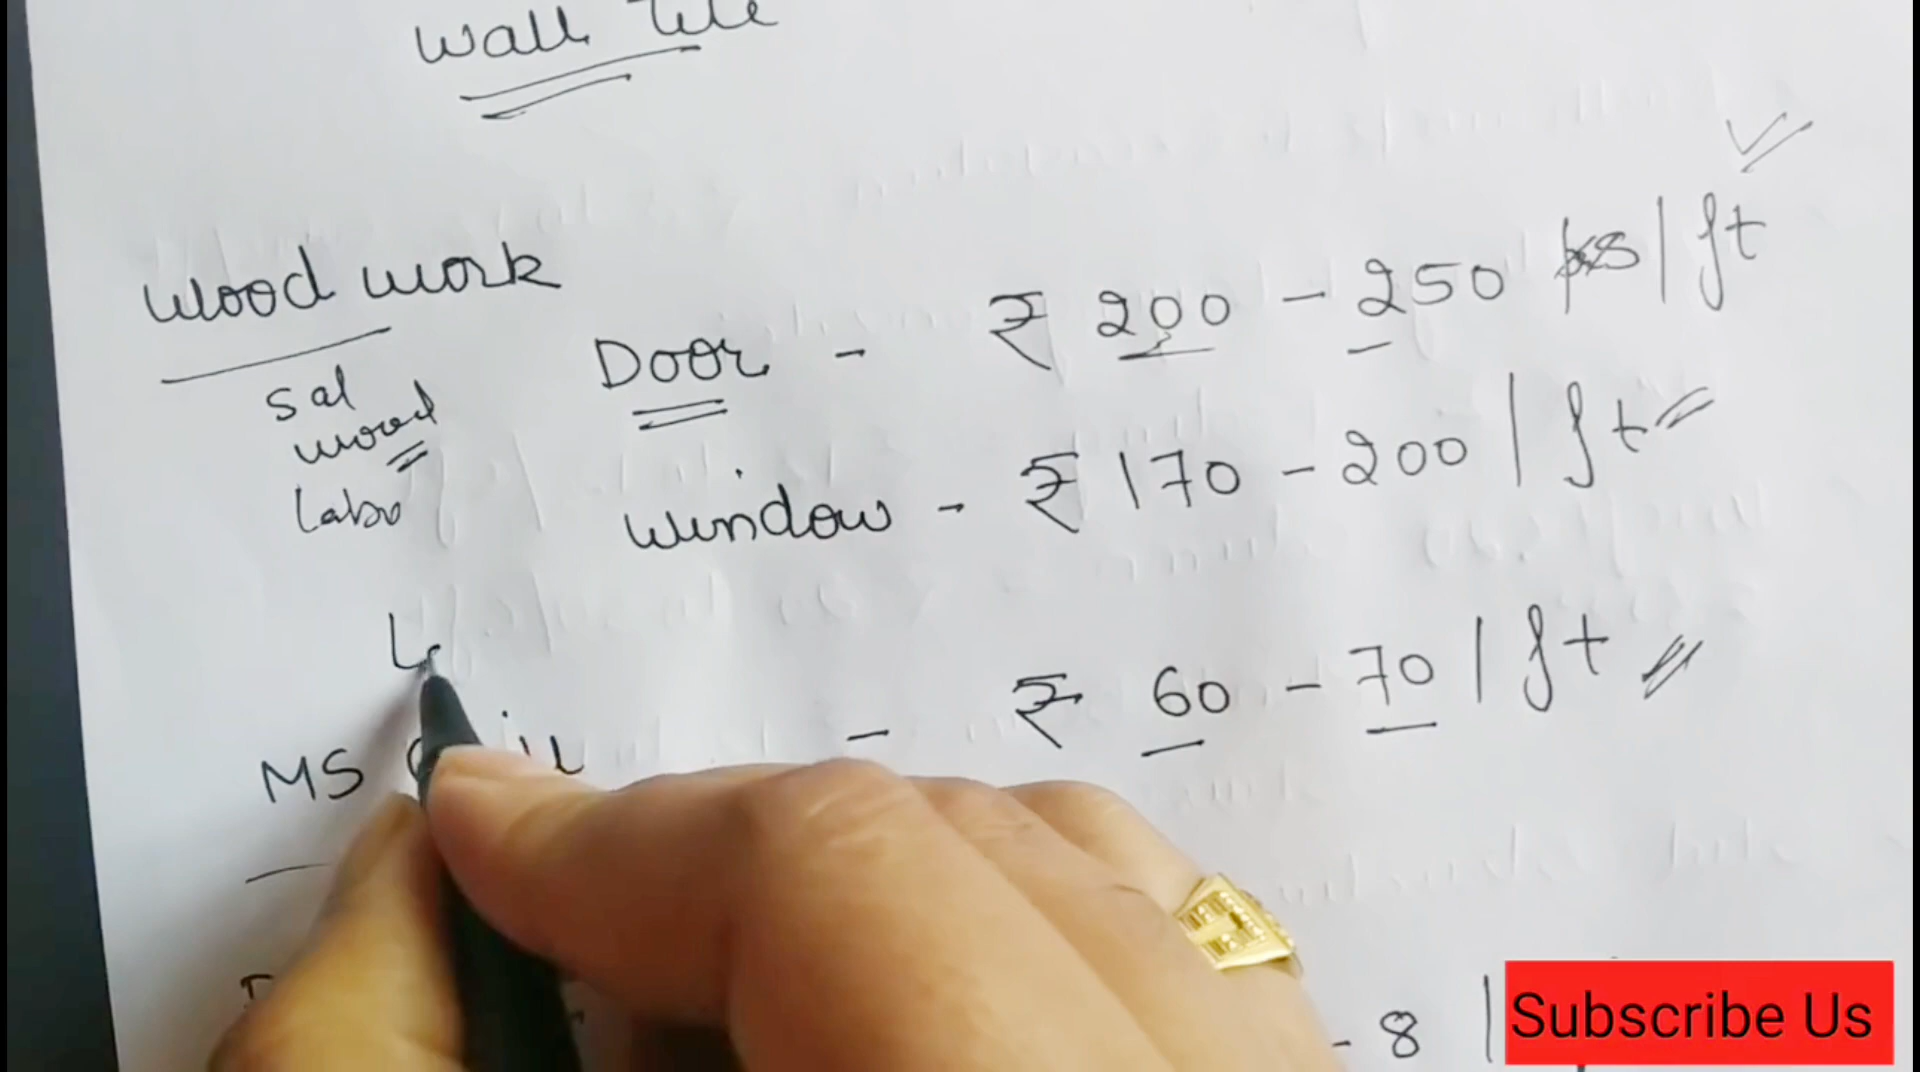 Wall tile
Wood work
Door - ₹ 200 - 250 /ft
Sal
wood
Window - ₹ 170 - 200 / ft
Labo
MS - ₹ 60 - 70 / ft
- 8 /
Subscribe Us